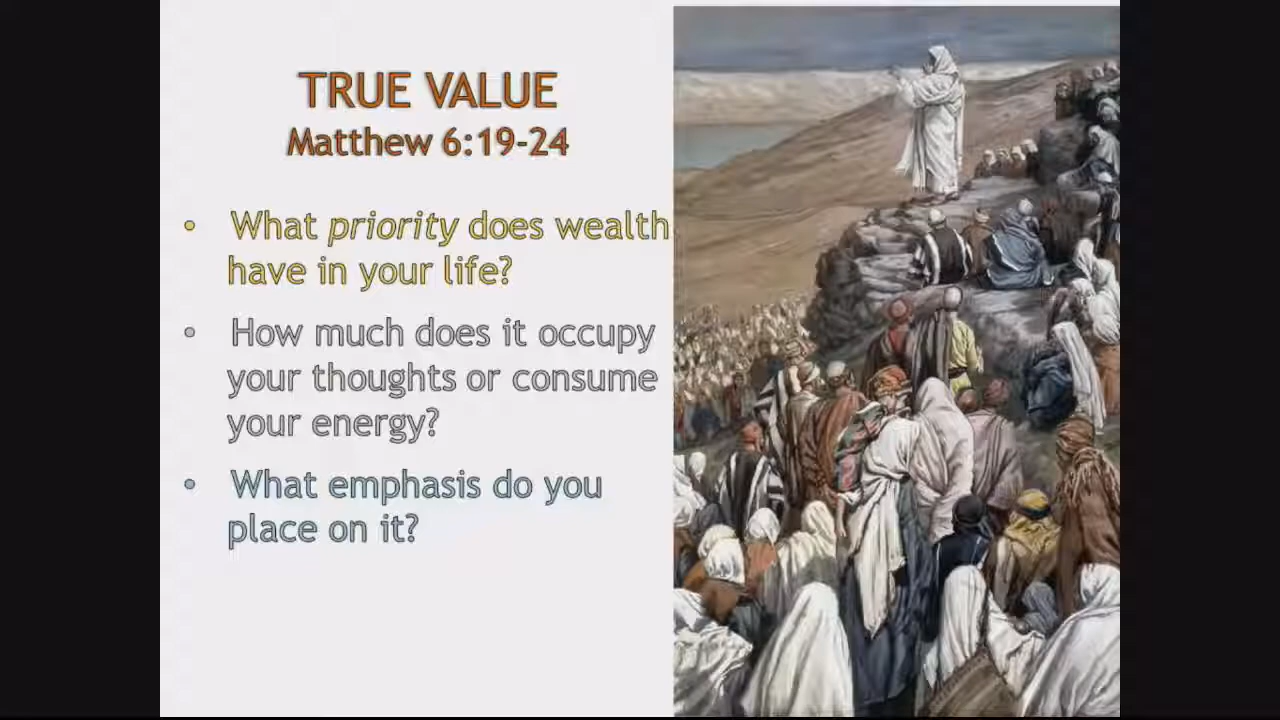 TRUE VALUE
Matthew 6:19-24
• What priority does wealth
have in your life?
• How much does it occupy
your thoughts or consume
your energy?
• What emphasis do you
place on it?